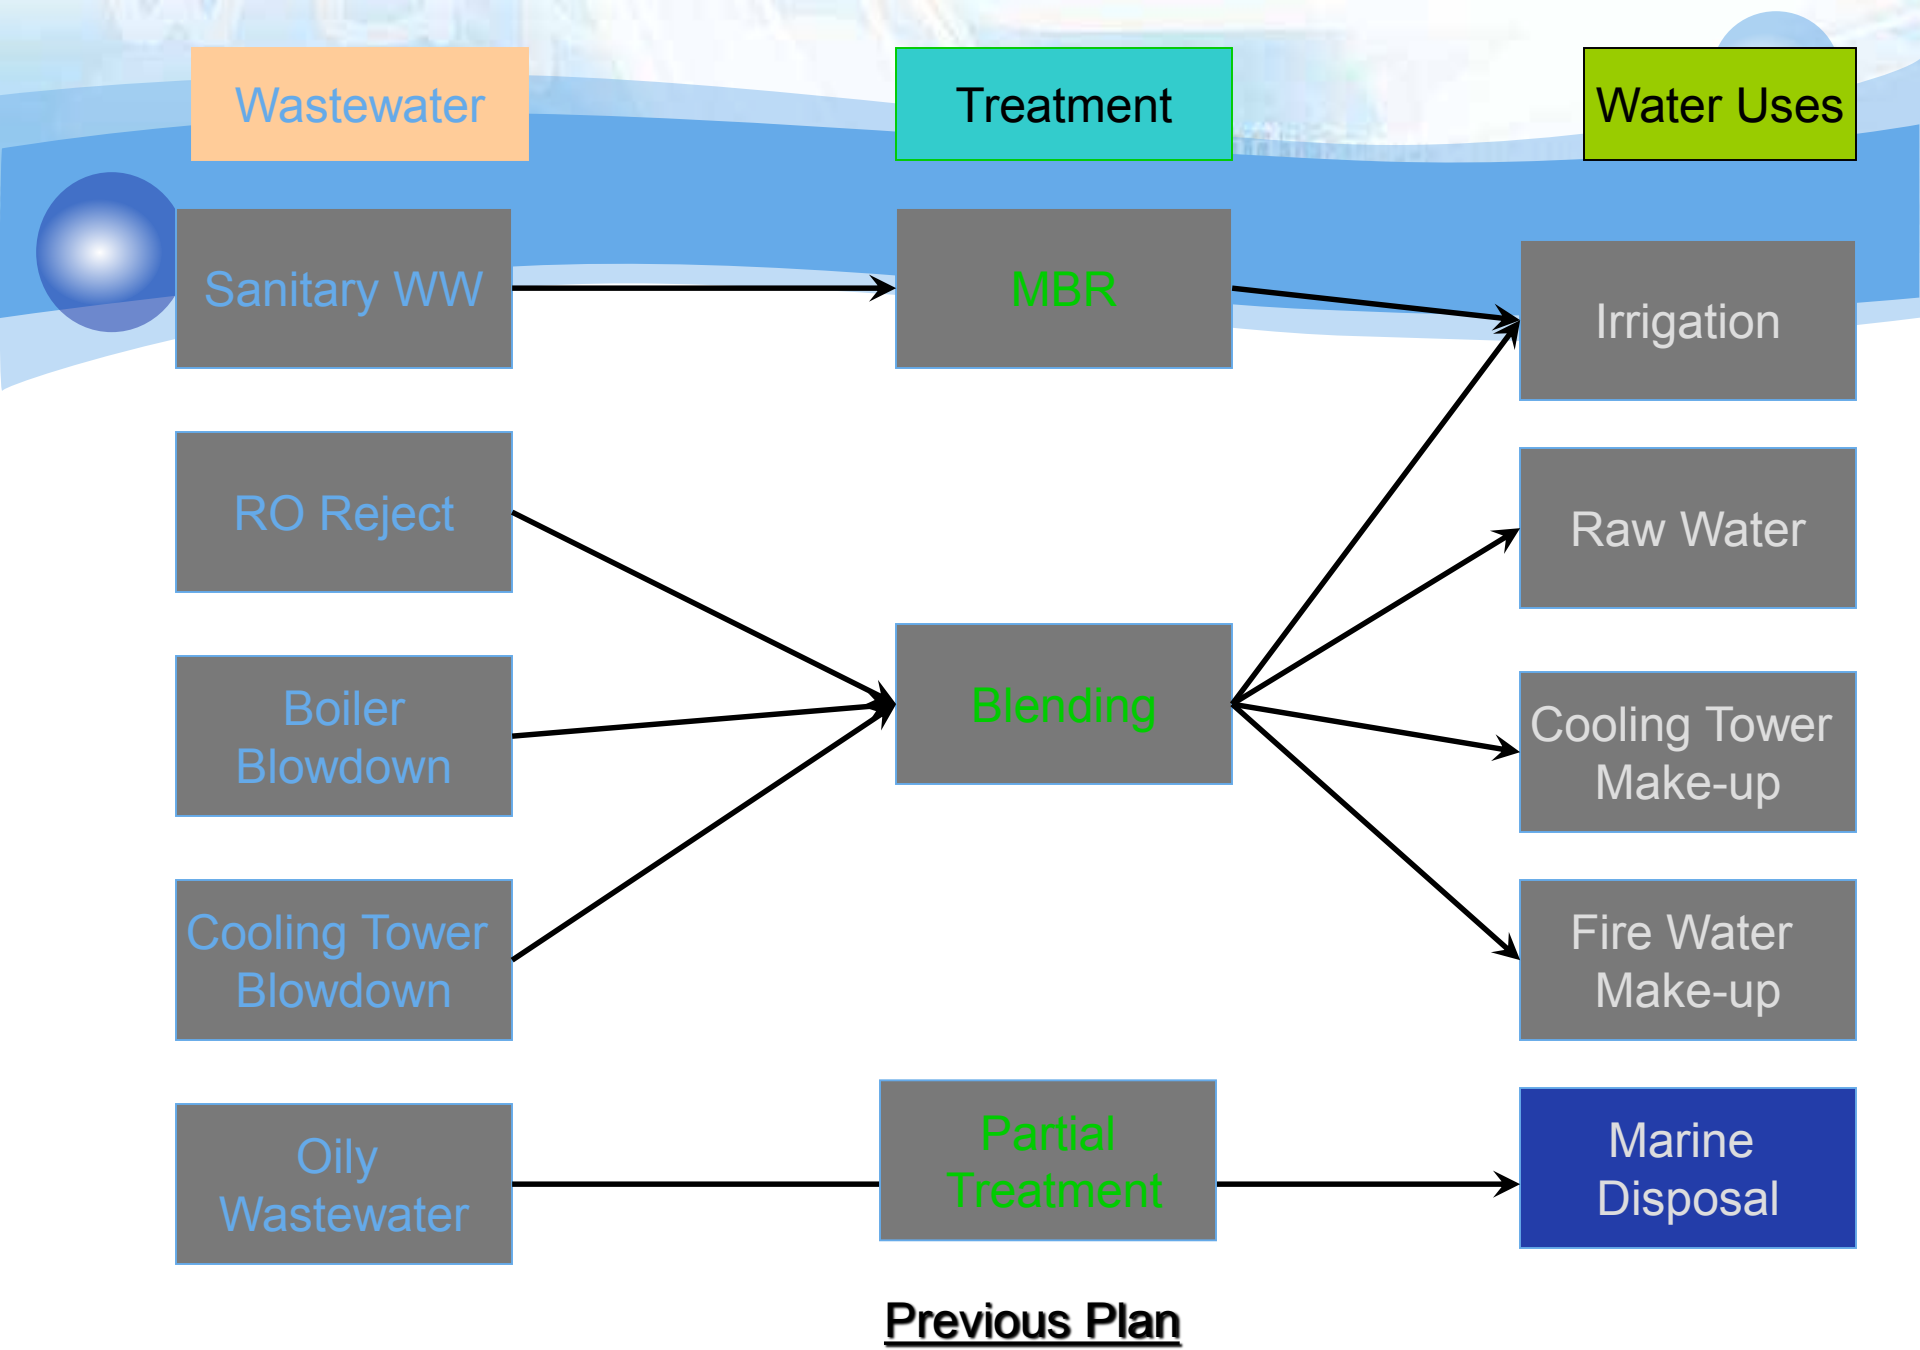 Wastewater
Treatment
Water Uses
Sanitary WW
MBR
Irrigation
RO Reject
Raw Water
Boiler
Blowdown
Blending
Cooling Tower
Make-up
Cooling Tower
Blowdown
Fire Water
Make-up
Oily
Wastewater
Partial
Treatment
Marine
Disposal
Previous Plan